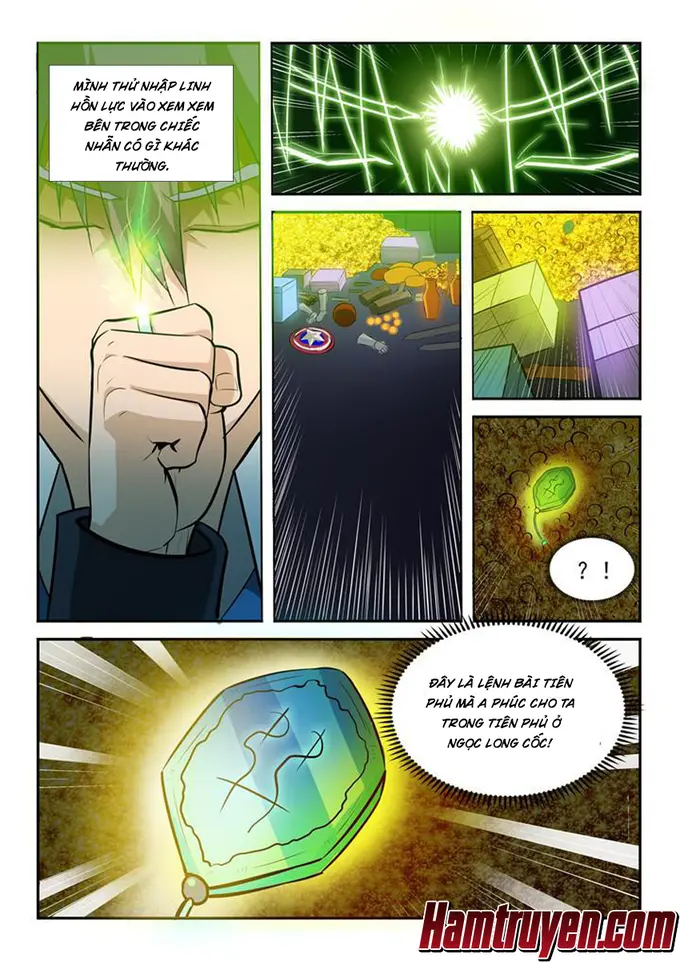 MÌNH THỬ NHẬP LINH
HỒN LỰC VÀO XEM XEM
BÊN TRONG CHIẾC
NHẪN CÓ GÌ KHÁC
THƯỜNG.
? !
ĐÂY LÀ LỆNH BÀI TIÊN
PHỦ MÀ A PHÚC CHO TA
TRONG TIÊN PHỦ Ở
NGỌC LONG CỐC!
Hamtruyen.com